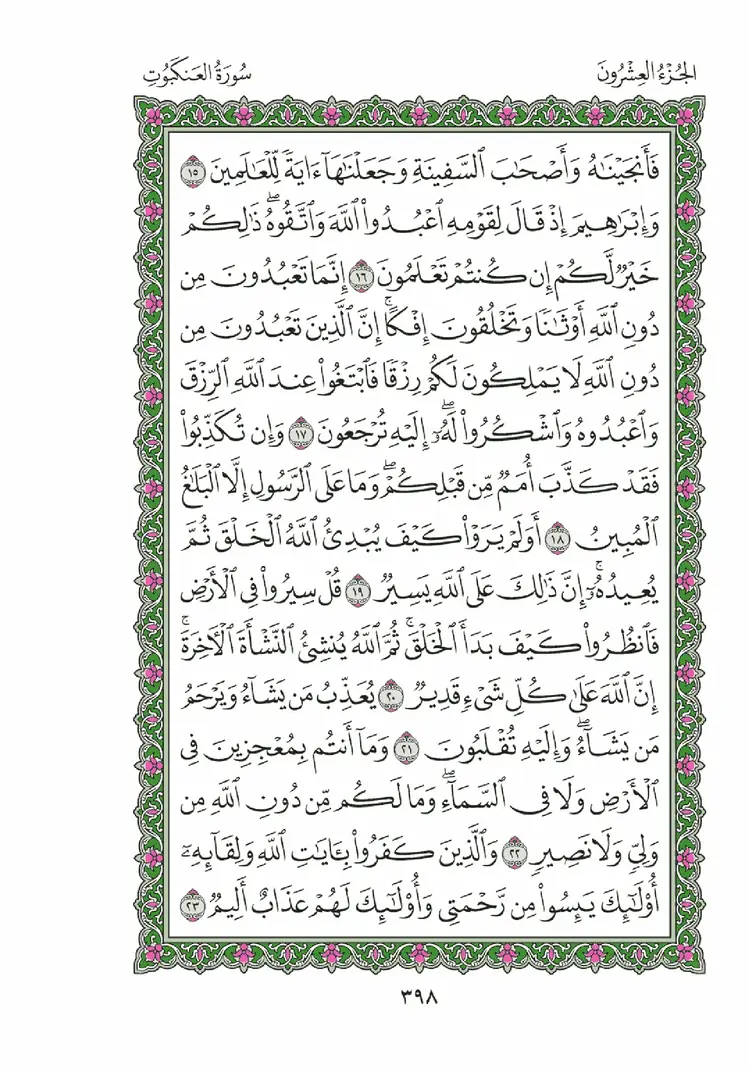 الجُزْءُ العِشْرُونَ
سُورَةُ العَنكَبُوتِ
فَأَنجَيْنَٰهُ وَأَصْحَٰبَ ٱلسَّفِينَةِ وَجَعَلْنَٰهَآ ءَايَةً لِّلْعَٰلَمِينَ ١٥
وَإِبْرَٰهِيمَ إِذْ قَالَ لِقَوْمِهِ ٱعْبُدُوا۟ ٱللَّهَ وَٱتَّقُوهُ ۖ ذَٰلِكُمْ
خَيْرٌ لَّكُمْ إِن كُنتُمْ تَعْلَمُونَ ١٦ إِنَّمَا تَعْبُدُونَ مِن
دُونِ ٱللَّهِ أَوْثَٰنًا وَتَخْلُقُونَ إِفْكًا ۚ إِنَّ ٱلَّذِينَ تَعْبُدُونَ مِن
دُونِ ٱللَّهِ لَا يَمْلِكُونَ لَكُمْ رِزْقًا فَٱبْتَغُوا۟ عِندَ ٱللَّهِ ٱلرِّزْقَ
وَٱعْبُدُوهُ وَٱشْكُرُوا۟ لَهُۥٓ ۖ إِلَيْهِ تُرْجَعُونَ ١٧ وَإِن تُكَذِّبُوا۟
فَقَدْ كَذَّبَ أُمَمٌ مِّن قَبْلِكُمْ ۖ وَمَا عَلَى ٱلرَّسُولِ إِلَّا ٱلْبَلَٰغُ
ٱلْمُبِينُ ١٨ أَوَلَمْ يَرَوْا۟ كَيْفَ يُبْدِئُ ٱللَّهُ ٱلْخَلْقَ ثُمَّ
يُعِيدُهُۥٓ ۚ إِنَّ ذَٰلِكَ عَلَى ٱللَّهِ يَسِيرٌ ١٩ قُلْ سِيرُوا۟ فِى ٱلْأَرْضِ
فَٱنظُرُوا۟ كَيْفَ بَدَأَ ٱلْخَلْقَ ۚ ثُمَّ ٱللَّهُ يُنشِئُ ٱلنَّشْأَةَ ٱلْـَٔاخِرَةَ ۚ
إِنَّ ٱللَّهَ عَلَىٰ كُلِّ شَىْءٍ قَدِيرٌ ٢٠ يُعَذِّبُ مَن يَشَآءُ وَيَرْحَمُ
مَن يَشَآءُ ۖ وَإِلَيْهِ تُقْلَبُونَ ٢١ وَمَآ أَنتُم بِمُعْجِزِينَ فِى
ٱلْأَرْضِ وَلَا فِى ٱلسَّمَآءِ ۖ وَمَا لَكُم مِّن دُونِ ٱللَّهِ مِن
وَلِىٍّ وَلَا نَصِيرٍ ٢٢ وَٱلَّذِينَ كَفَرُوا۟ بِـَٔايَٰتِ ٱللَّهِ وَلِقَآئِهِۦٓ
أُو۟لَٰٓئِكَ يَئِسُوا۟ مِن رَّحْمَتِى وَأُو۟لَٰٓئِكَ لَهُمْ عَذَابٌ أَلِيمٌ ٢٣
٣٩٨